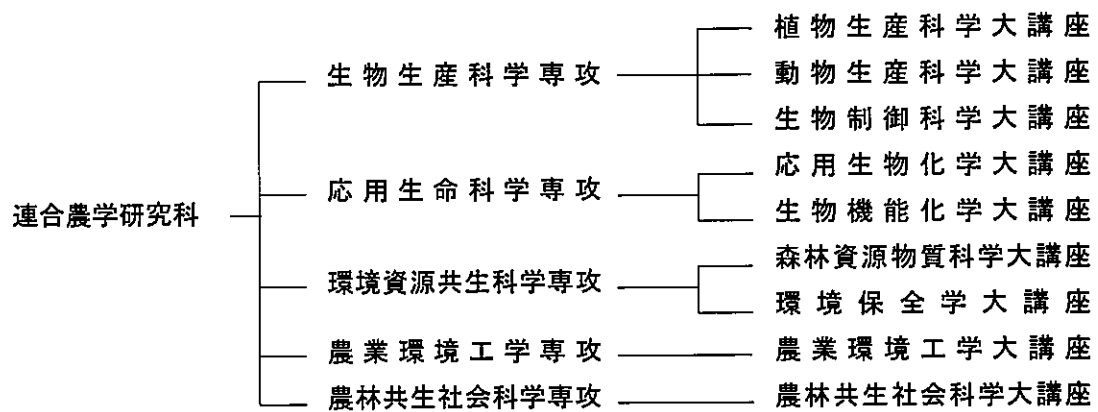 連合農学研究科
生物生産科学専攻
植物生産科学大講座
動物生産科学大講座
生物制御科学大講座
応用生命科学専攻
応用生物化学大講座
生物機能化学大講座
環境資源共生科学専攻
森林資源物質科学大講座
環境保全学大講座
農業環境工学専攻
農業環境工学大講座
農林共生社会科学専攻
農林共生社会科学大講座